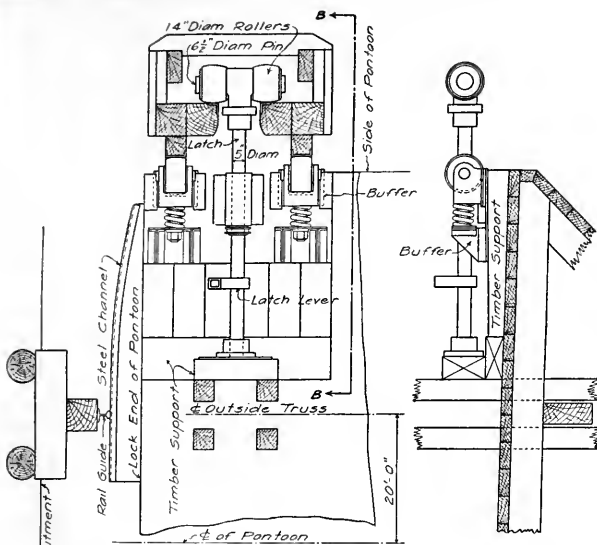 14" Diam Rollers
6½" Diam Pin
B
Side of Pontoon
Latch
5" Diam
Buffer
Buffer
Timber Support
Steel Channel
Latch Lever
Rail Guide
Lock End of Pontoon
Timber Support
B
℄ Outside Truss
20'-0"
℄ of Pontoon
utment